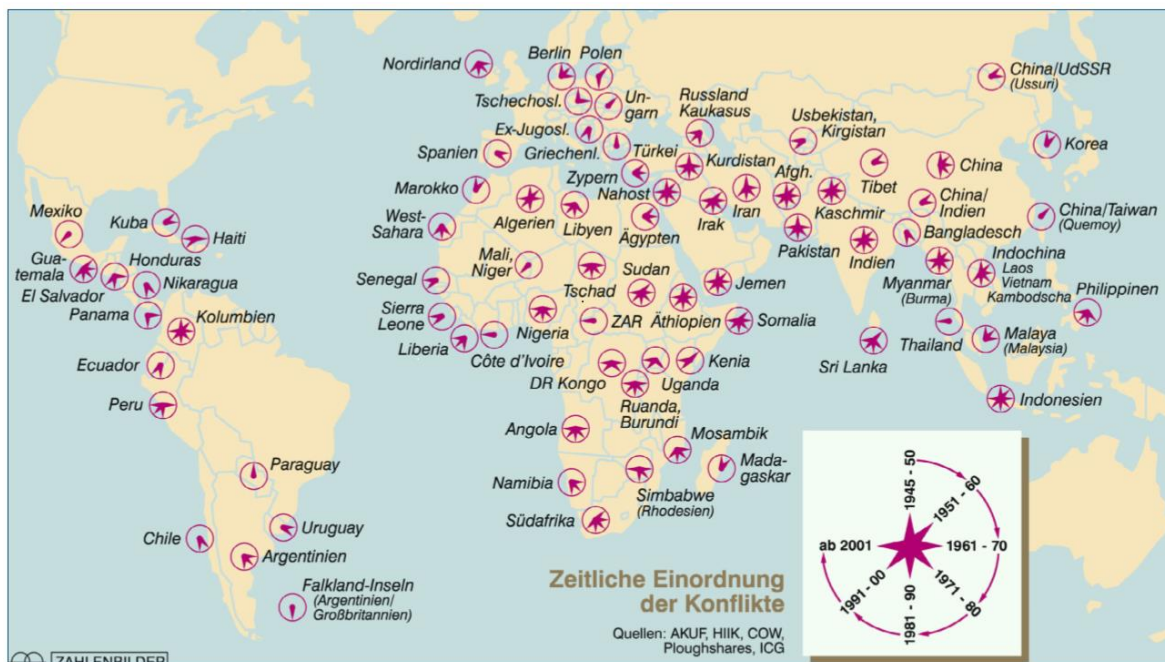 Nordirland
Berlin
Polen
Tschechosl.
Un-
garn
Ex-Jugosl.
Spanien
Griechenl.
Türkei
Russland
Kaukasus
Kurdistan
Usbekistan,
Kirgistan
China/UdSSR
(Ussuri)
Korea
China
Tibet
Zypern
Nahost
Afgh.
Marokko
Algerien
Libyen
Ägypten
Irak
Iran
Kaschmir
China/
Indien
China/Taiwan
(Quemoy)
Bangladesch
Mexiko
Kuba
Haiti
West-
Sahara
Pakistan
Indien
Gua-
temala
Honduras
El Salvador
Nikaragua
Panama
Kolumbien
Mali,
Niger
Senegal
Sierra
Leone
Liberia
Côte d'Ivoire
Nigeria
Tschad
Sudan
ZAR
Äthiopien
Jemen
Somalia
Myanmar
(Burma)
Indochina
Laos
Vietnam
Kambodscha
Philippinen
Thailand
Malaya
(Malaysia)
Sri Lanka
Indonesien
Ecuador
Peru
DR Kongo
Uganda
Kenia
Ruanda,
Burundi
Angola
Mosambik
Mada-
gaskar
Namibia
Simbabwe
(Rhodesien)
Südafrika
Paraguay
Chile
Uruguay
Argentinien
Falkland-Inseln
(Argentinien/
Großbritannien)
Zeitliche Einordnung
der Konflikte
Quellen: AKUF, HIIK, COW,
Ploughshares, ICG
1945 - 50
1951 - 60
1961 - 70
1971 - 80
1981 - 90
1991 - 00
ab 2001
ZAHLENBILDER